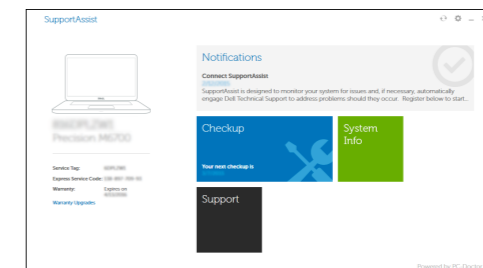 SupportAssist
Notifications
Connect SupportAssist
SupportAssist is designed to monitor your system for issues and, if necessary, automatically
engage Dell Technical Support to address problems should they occur. Register below to start...
Precision M6700
Checkup
System
Info
Your next checkup is
Service Tag:
Express Service Code:
Warranty: Expires on
Warranty Upgrades
Support
Powered by PC-Doctor